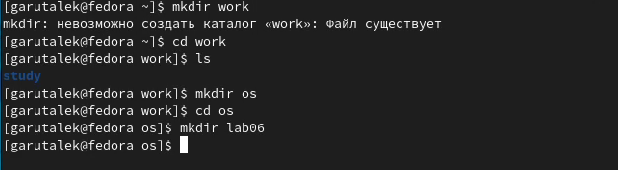 [garutalek@fedora ~]$ mkdir work
mkdir: невозможно создать каталог «work»: Файл существует
[garutalek@fedora ~]$ cd work
[garutalek@fedora work]$ ls
study
[garutalek@fedora work]$ mkdir os
[garutalek@fedora work]$ cd os
[garutalek@fedora os]$ mkdir lab06
[garutalek@fedora os]$